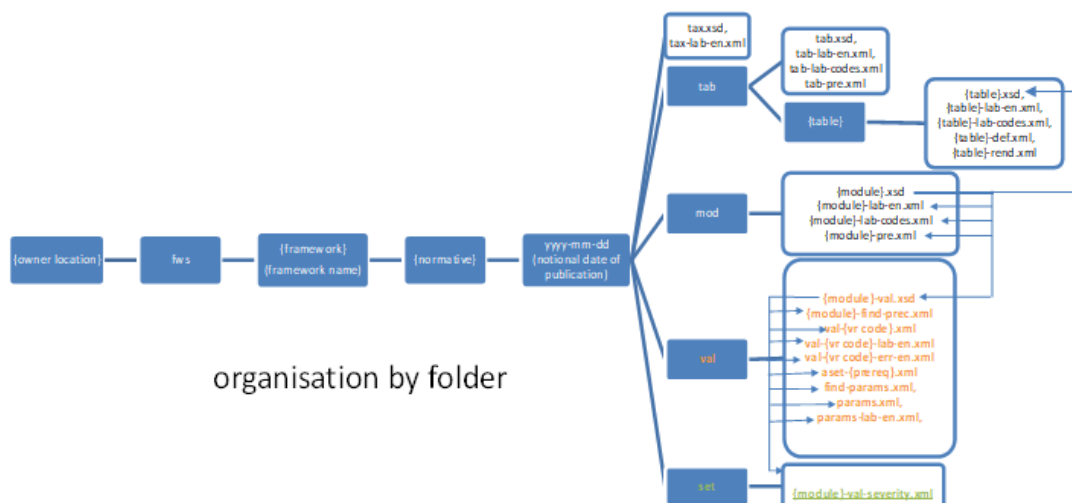 tax.xsd,
tax-lab-en.xml
tab
tab.xsd,
tab-lab-en.xml,
tab-lab-codes.xml
tab-pre.xml
{table}
{table}.xsd,
{table}-lab-en.xml,
{table}-lab-codes.xml,
{table}-def.xml,
{table}-rend.xml
mod
{module}.xsd
{module}-lab-en.xml
{module}-lab-codes.xml
{module}-pre.xml
{owner location}
fws
{framework}
(framework name)
{normative}
yyyy-mm-dd
(notional date of
publication)
val
{module}-val.xsd
{module}-find-prec.xml
val-{vr code}.xml
val-{vr code}-lab-en.xml
val-{vr code}-err-en.xml
aset-{prereq}.xml
find-params.xml,
params.xml,
params-lab-en.xml,
organisation by folder
set
{module}-val-severity.xml